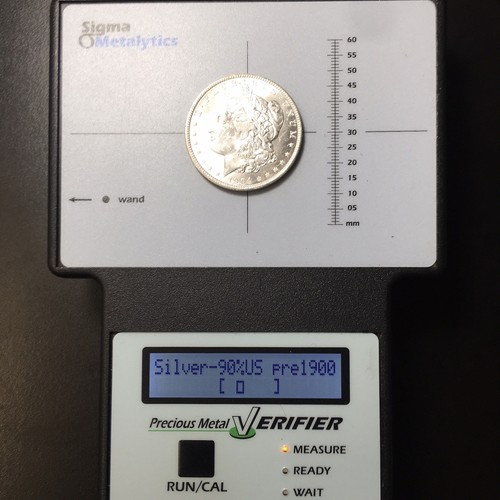 Sigma
Metalytics
60
55
50
45
40
35
30
25
20
15
10
05
mm
wand
Silver-90%US pre1900
[ ▯ ]
Precious Metal VERIFIER
MEASURE
READY
RUN/CAL
WAIT